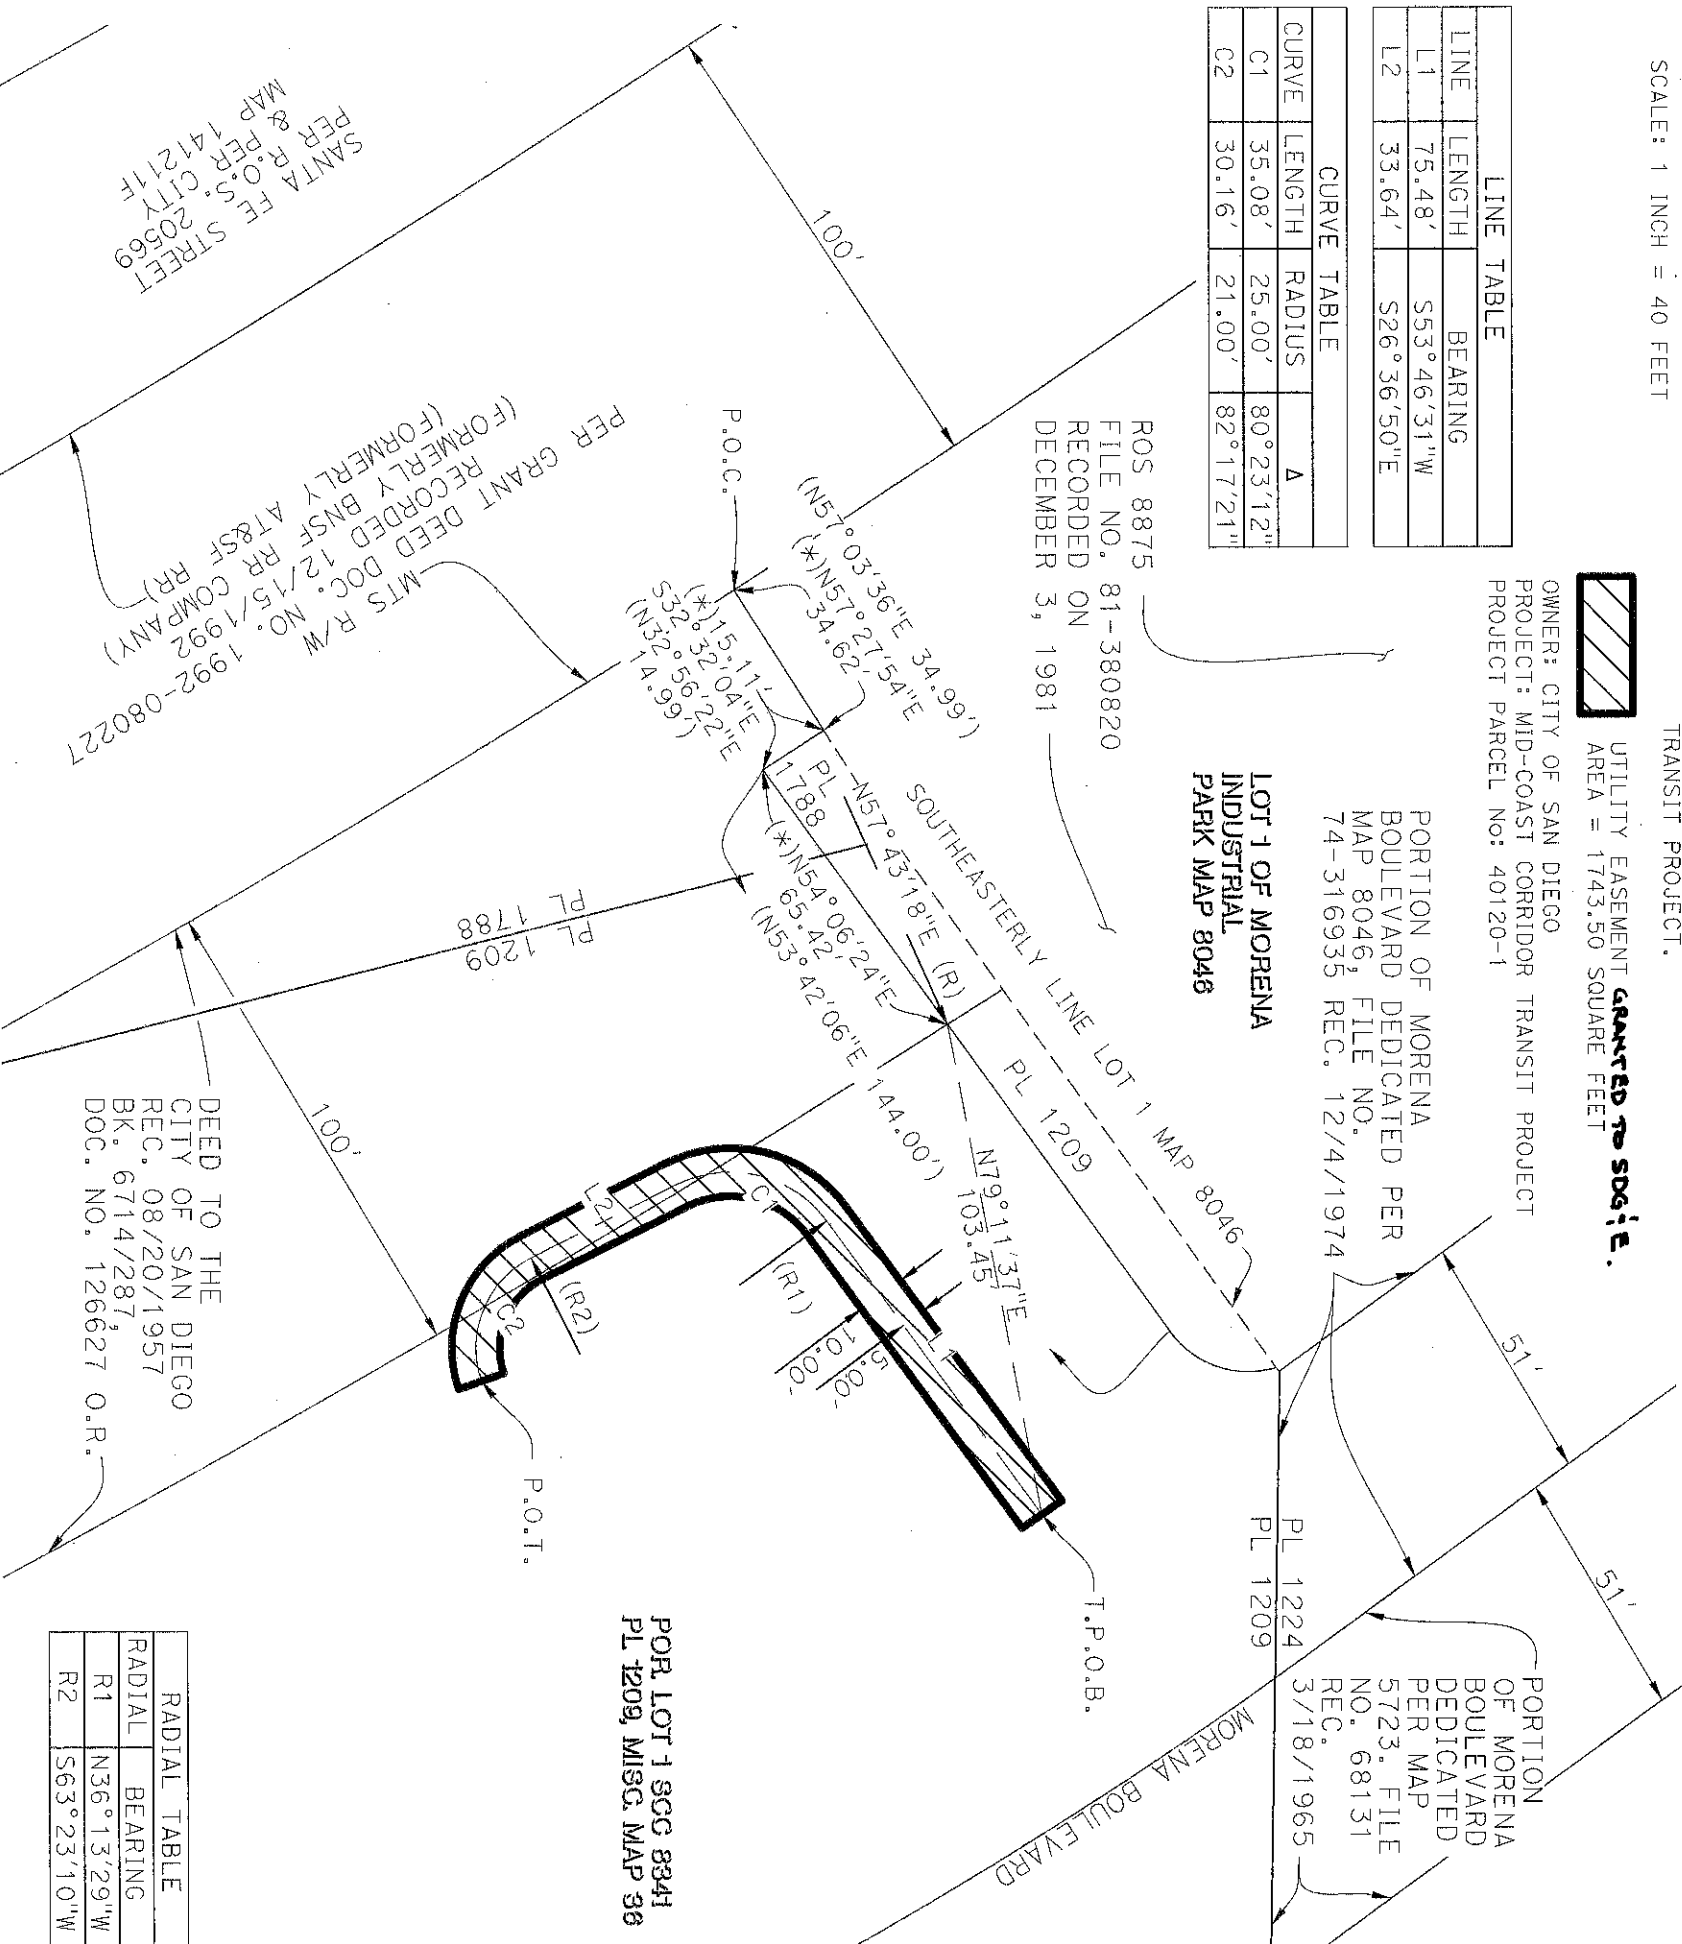 SCALE: 1 INCH = 40 FEET
TRANSIT PROJECT.
UTILITY EASEMENT GRANTED TO SDG&E.
AREA = 1743.50 SQUARE FEET
OWNER: CITY OF SAN DIEGO
PROJECT: MID-COAST CORRIDOR TRANSIT PROJECT
PROJECT PARCEL No: 40120-1
LINE TABLE
LINE LENGTH BEARING
L1 75.48' S53°46'31"W
L2 33.64' S26°36'50"E
CURVE TABLE
CURVE LENGTH RADIUS Δ
C1 35.08' 25.00' 80°23'12"
C2 30.16' 21.00' 82°17'21"
PORTION OF MORENA
BOULEVARD DEDICATED PER
MAP 8046, FILE NO.
74-316935 REC. 12/4/1974
LOT 1 OF MORENA
INDUSTRIAL
PARK MAP 8046
ROS 8875
FILE NO. 81-380820
RECORDED ON
DECEMBER 3, 1981
51'
51'
PORTION
OF MORENA
BOULEVARD
DEDICATED
PER MAP
5723. FILE
NO. 68131
REC.
3/18/1965
PL 1224
PL 1209
MORENA BOULEVARD
100'
SANTA FE STREET
PER R.O.S. 20569
& PER CITY
MAP 14211F
P.O.C.
(N57°03'36"E 34.99')
(*)N57°27'54"E
34.62'
(*)15.11'
S32°32'04"E
(N32°56'22"E
14.99')
SOUTHEASTERLY LINE LOT 1 MAP 8046
N57°43'18"E (R)
PL
1788
PL 1209
(*)N54°06'24"E
65.42'
(N53°42'06"E 144.00')
N79°11'37"E
103.45'
MTS R/W
PER GRANT DEED DOC. NO. 1992-080227
RECORDED 12/15/1992
(FORMERLY BNSF RR COMPANY)
(FORMERLY AT&SF RR)
PL 1209
PL 1788
100'
DEED TO THE
CITY OF SAN DIEGO
REC. 08/20/1957
BK. 6714/287,
DOC. NO. 126627 O.R.
L1
C1
L2
C2
(R1)
(R2)
5.00'
10.00'
T.P.O.B.
P.O.T.
POR LOT 1 SCC 8341
PL 1209, MISC. MAP 36
RADIAL TABLE
RADIAL BEARING
R1 N36°13'29"W
R2 S63°23'10"W